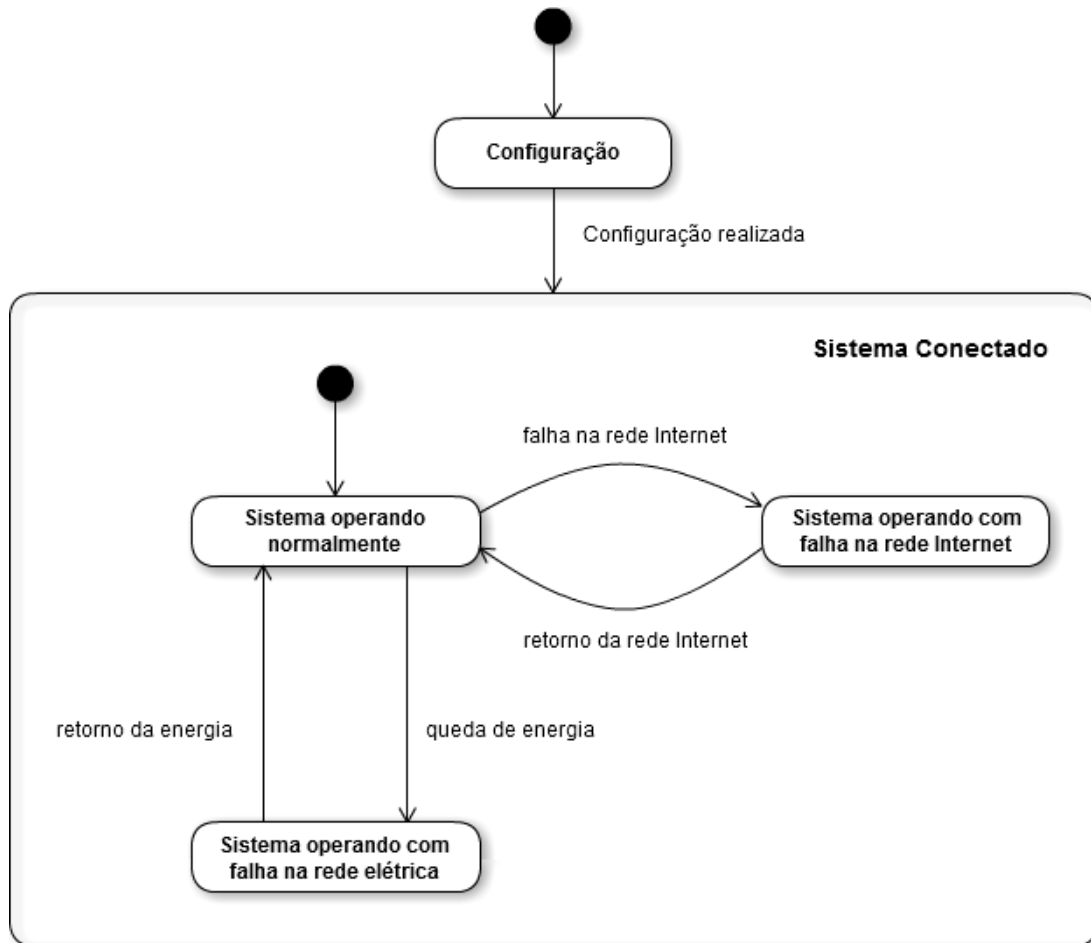 Configuração
Configuração realizada
Sistema Conectado
falha na rede Internet
Sistema operando
normalmente
Sistema operando com
falha na rede Internet
retorno da rede Internet
retorno da energia
queda de energia
Sistema operando com
falha na rede elétrica